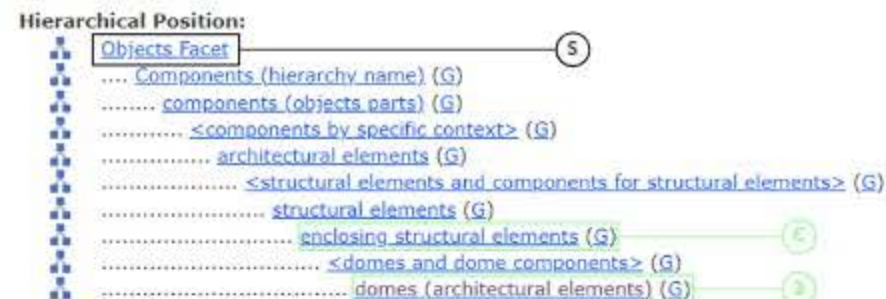 Hierarchical Position:
Objects Facet S
.... Components (hierarchy name) (G)
........ components (objects parts) (G)
............ <components by specific context> (G)
................ architectural elements (G)
.................... <structural elements and components for structural elements> (G)
........................ structural elements (G)
............................ enclosing structural elements (G)
................................ <domes and dome components> (G)
.................................... domes (architectural elements) (G)